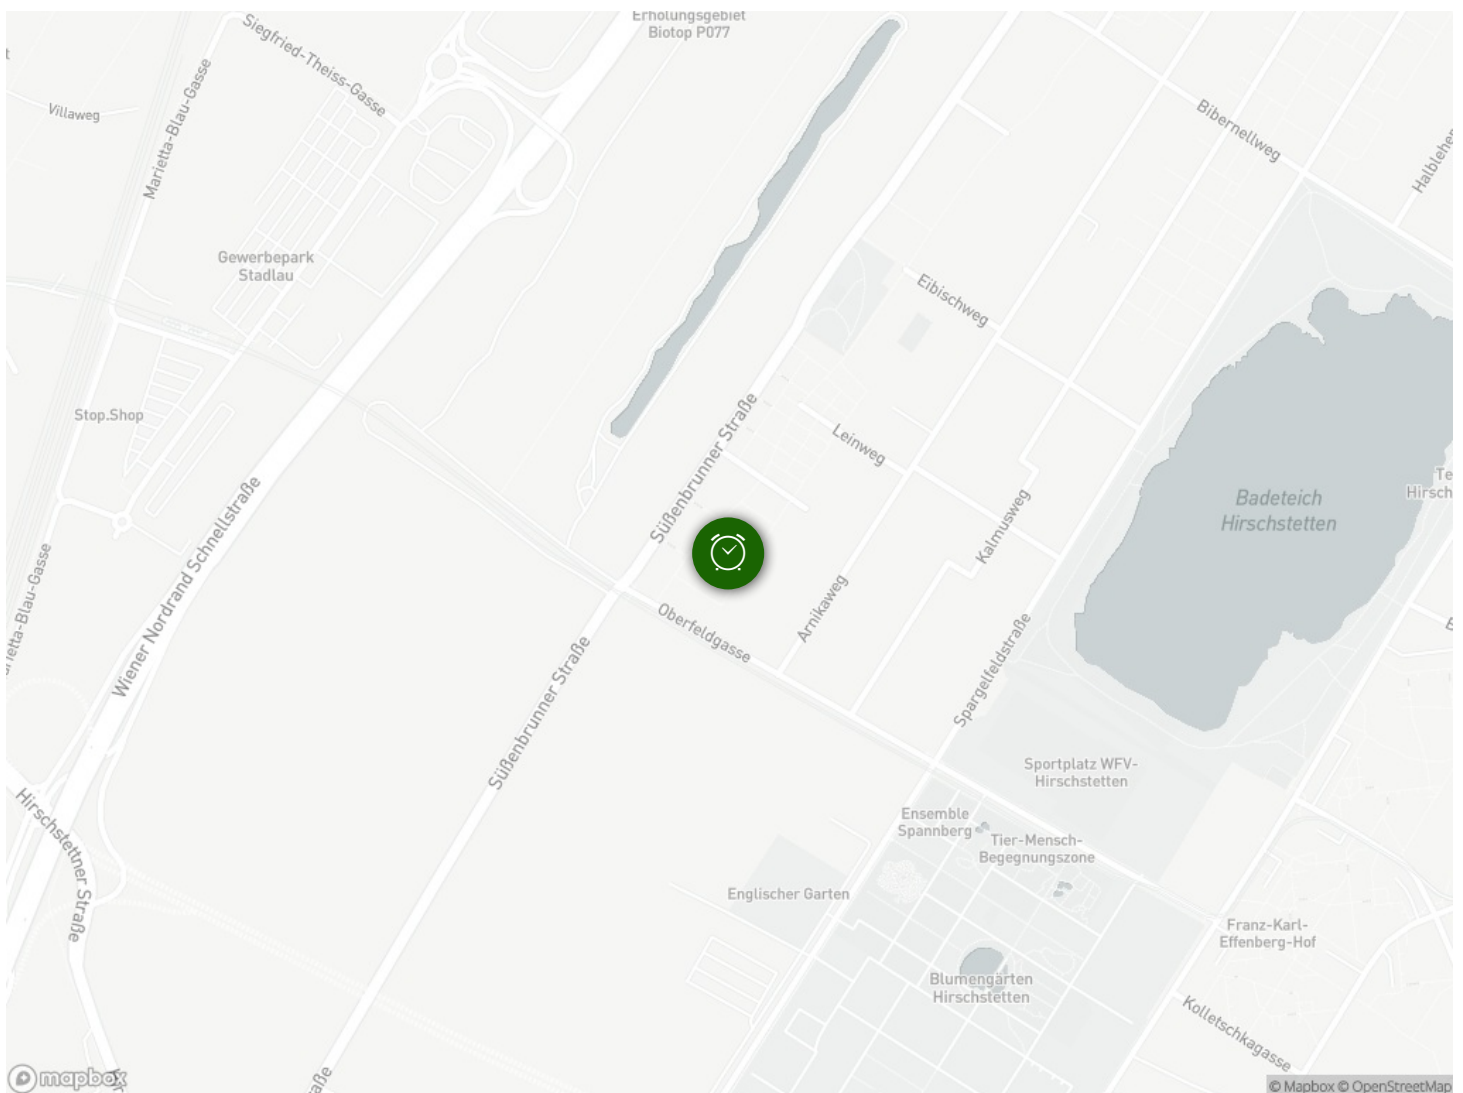 Erholungsgebiet
Biotop P077
Siegfried-Theiss-Gasse
Villaweg
Marietta-Blau-Gasse
Bibernellweg
Gewerbepark
Stadlau
Eibischweg
Stop.Shop
Süßenbrunner Straße
Leinweg
Badeteich
Hirschstetten
Wiener Nordrand Schnellstraße
Kalmusweg
Arnikaweg
Oberfeldgasse
Süßenbrunner Straße
Spargelfeldstraße
Sportplatz WFV-
Hirschstetten
Hirschstettner Straße
Ensemble
Spannberg
Tier-Mensch-
Begegnungszone
Englischer Garten
Franz-Karl-
Effenberg-Hof
Blumengärten
Hirschstetten
Kolletschkagasse
mapbox
© Mapbox © OpenStreetMap